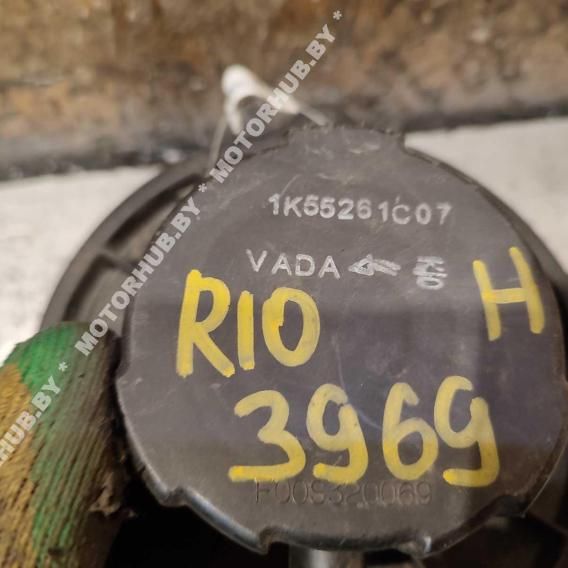 1K55261C07
VADA
RIO H
3969
F00S320069
MOTORHUB.BY * MOTORHUB.BY * MOTORHUB.BY